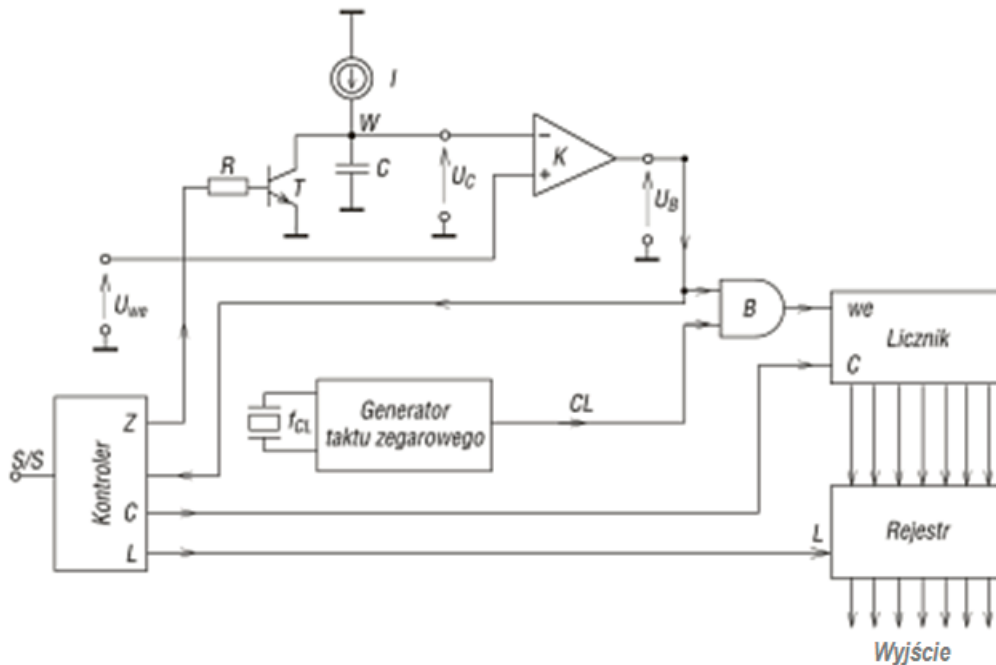 I
W
R
T
C
U_C
K
−
+
U_B
U_we
B
we
Licznik
C
Generator
taktu zegarowego
f_CL
CL
S/S
Kontroler
Z
C
L
L
Rejestr
Wyjście